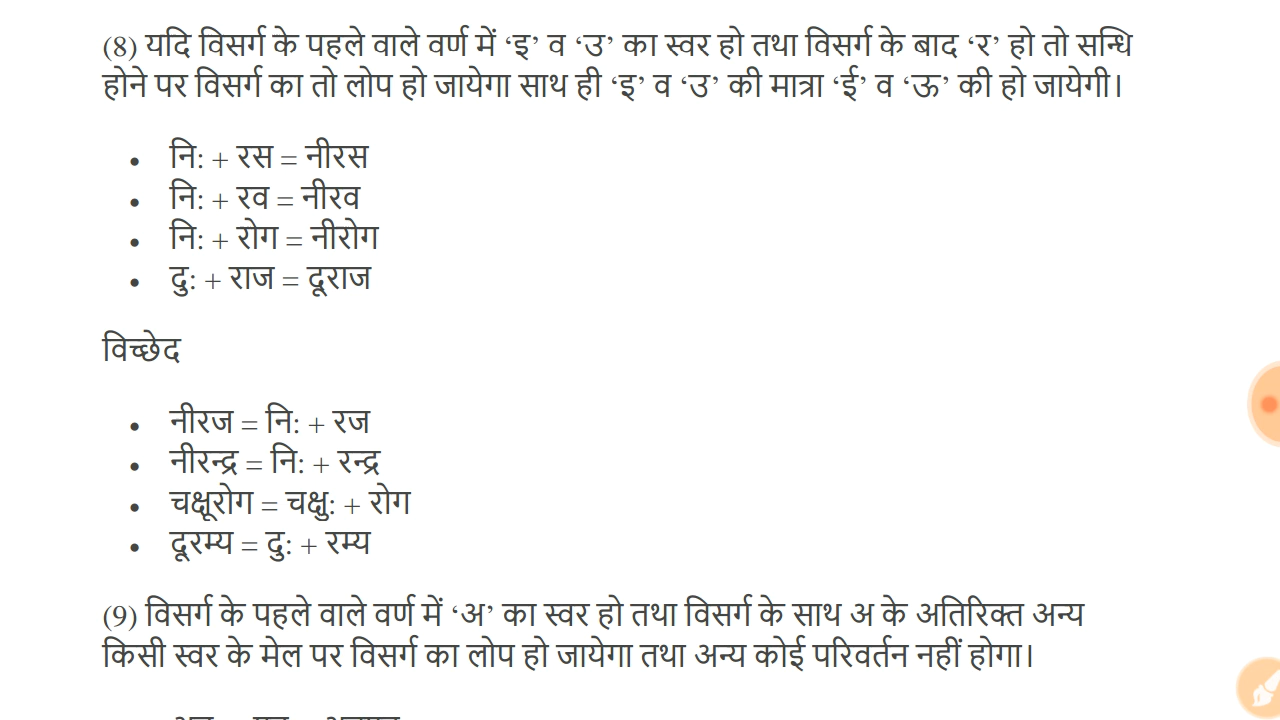 (8) यदि विसर्ग के पहले वाले वर्ण में ‘इ’ व ‘उ’ का स्वर हो तथा विसर्ग के बाद ‘र’ हो तो सन्धि
होने पर विसर्ग का तो लोप हो जायेगा साथ ही ‘इ’ व ‘उ’ की मात्रा ‘ई’ व ‘ऊ’ की हो जायेगी।
• नि: + रस = नीरस
• नि: + रव = नीरव
• नि: + रोग = नीरोग
• दु: + राज = दूराज
विच्छेद
• नीरज = नि: + रज
• नीरन्द्र = नि: + रन्द्र
• चक्षूरोग = चक्षु: + रोग
• दूरम्य = दु: + रम्य
(9) विसर्ग के पहले वाले वर्ण में ‘अ’ का स्वर हो तथा विसर्ग के साथ अ के अतिरिक्त अन्य
किसी स्वर के मेल पर विसर्ग का लोप हो जायेगा तथा अन्य कोई परिवर्तन नहीं होगा।